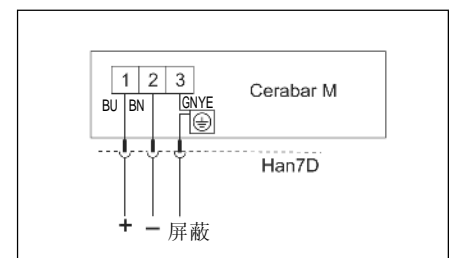 1 2 3
BU BN GNYE
Cerabar M
Han7D
+ − 屏蔽